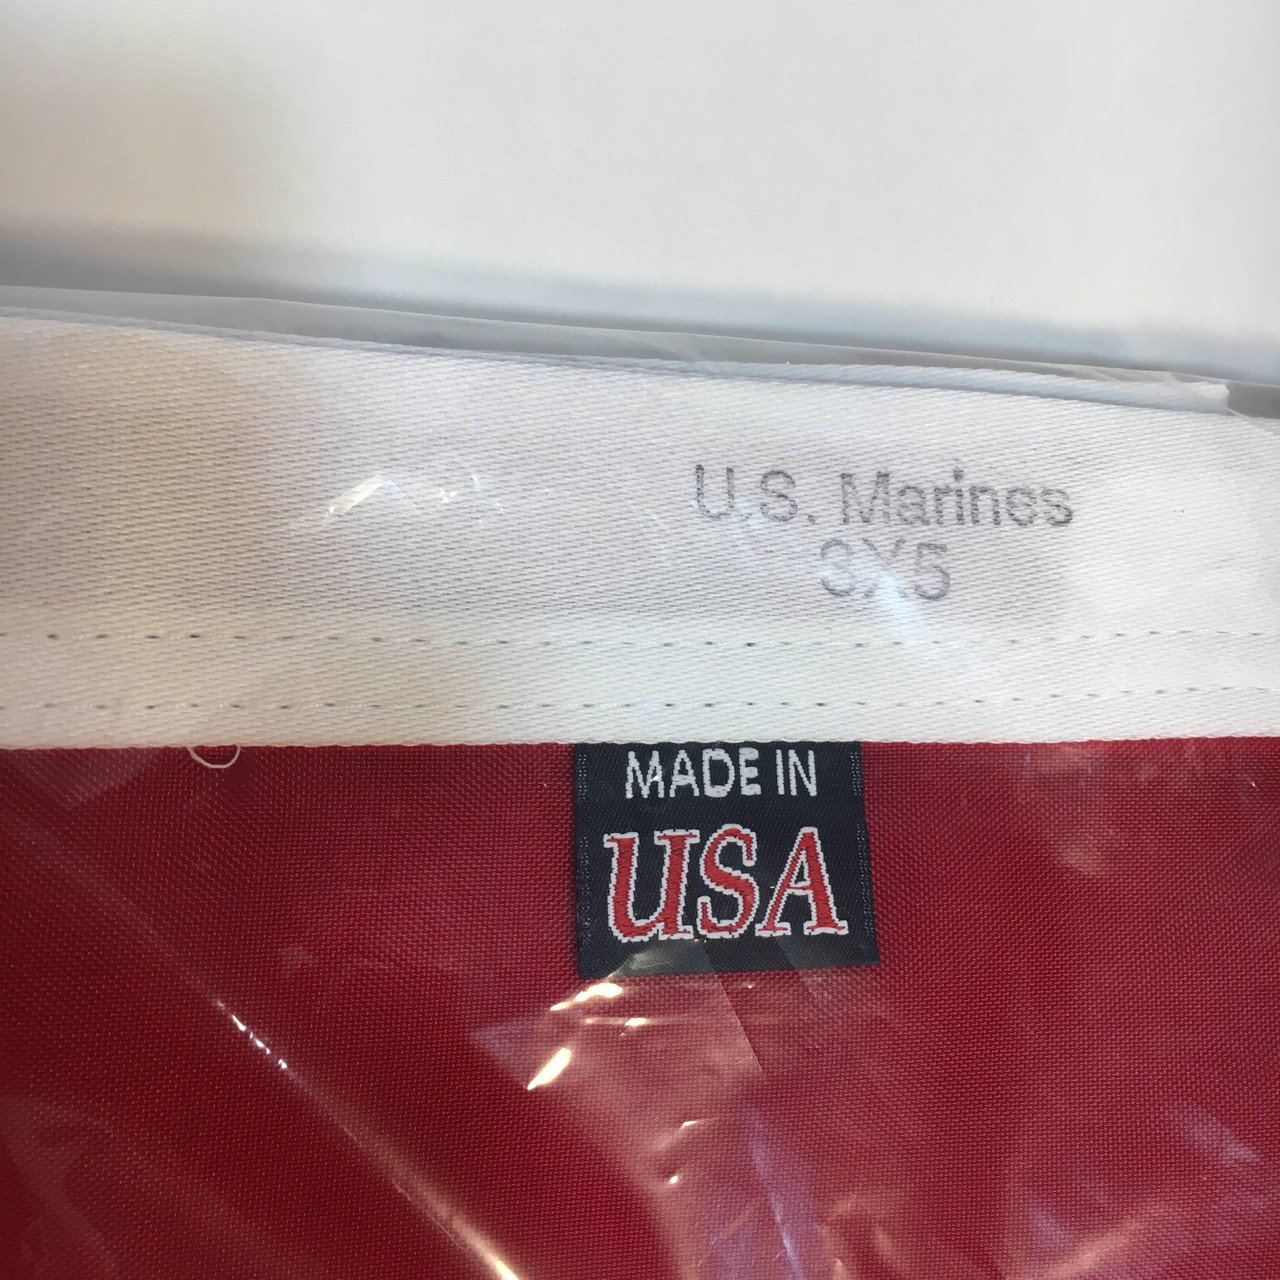 U.S. Marines
3X5
MADE IN
USA